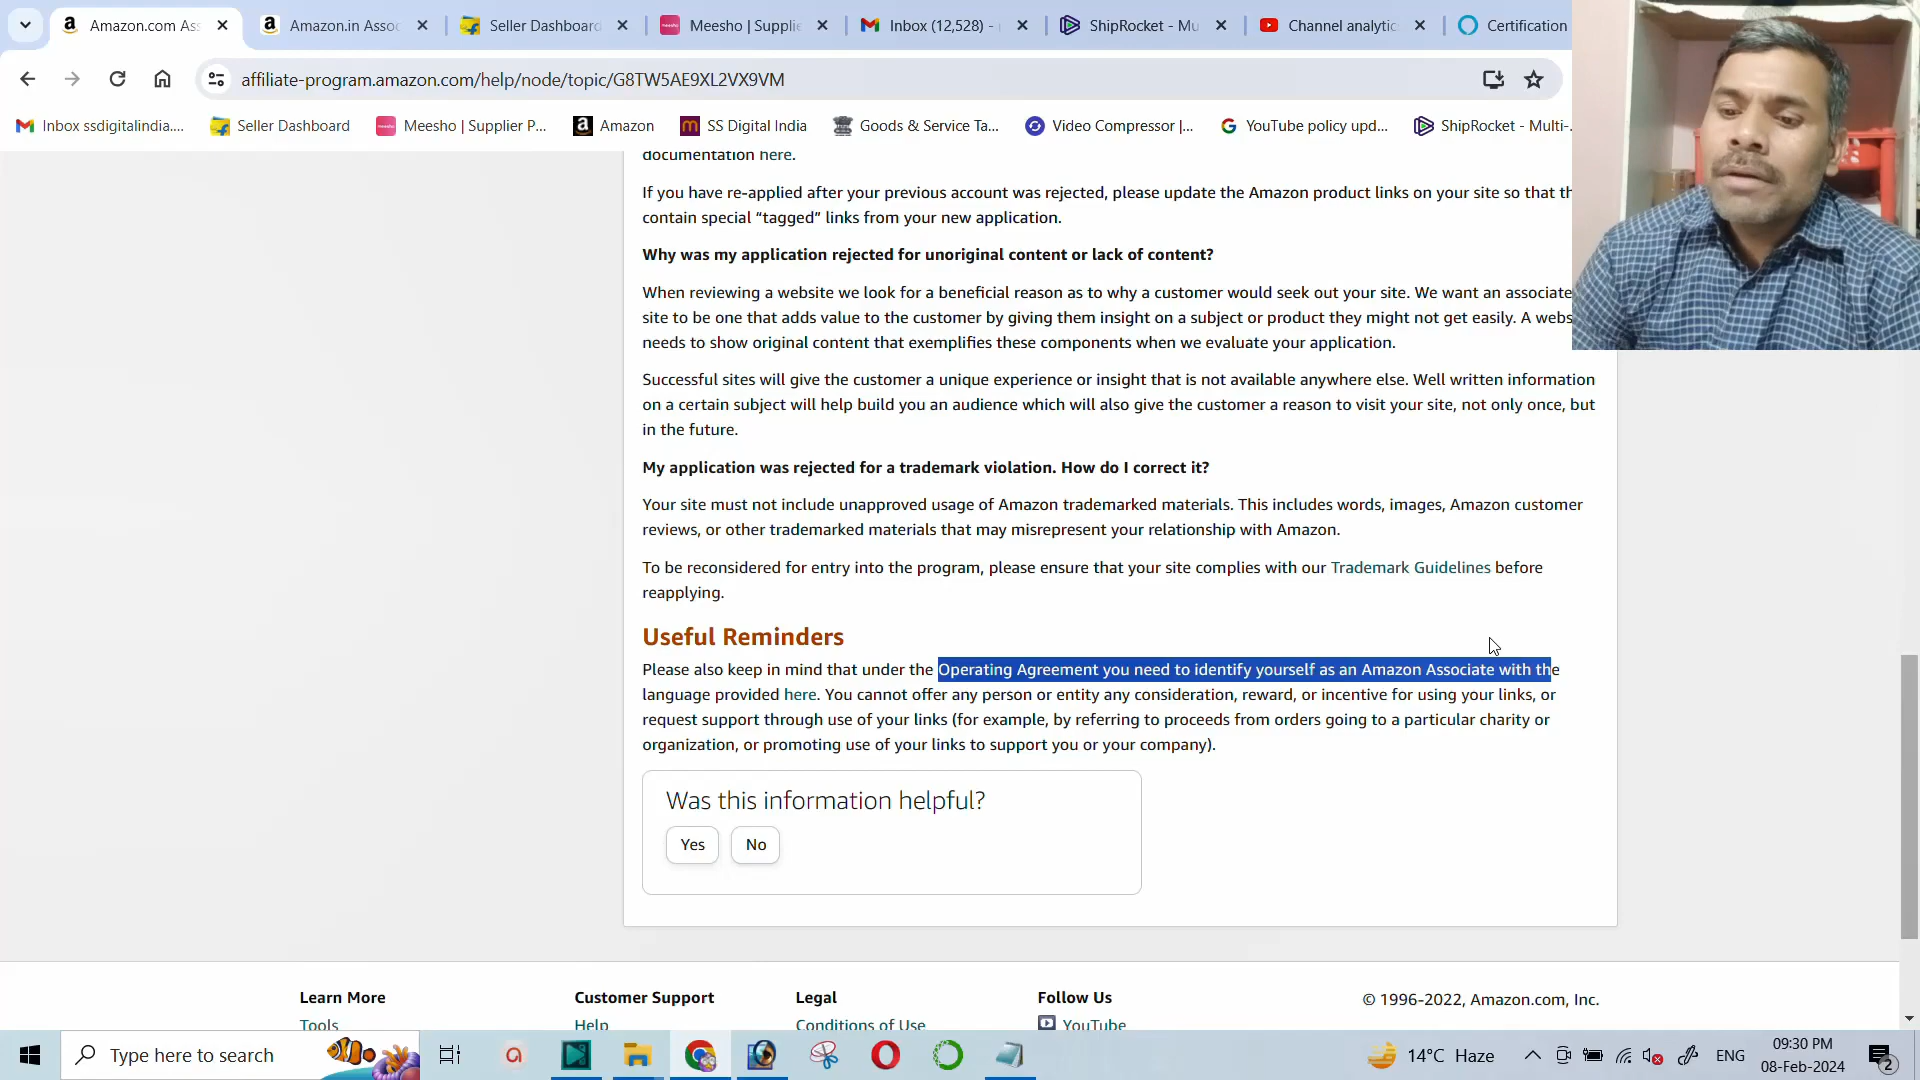 Amazon.com Ass
Amazon.in Assoc
Seller Dashboard
Meesho | Supplie
Inbox (12,528) -
ShipRocket - Mu
Channel analytic
Certification
affiliate-program.amazon.com/help/node/topic/G8TW5AE9XL2VX9VM
Inbox ssdigitalindia....
Seller Dashboard
Meesho | Supplier P...
Amazon
SS Digital India
Goods & Service Ta...
Video Compressor |...
YouTube policy upd...
ShipRocket - Multi-..
documentation here.
If you have re-applied after your previous account was rejected, please update the Amazon product links on your site so that th
contain special “tagged” links from your new application.
Why was my application rejected for unoriginal content or lack of content?
When reviewing a website we look for a beneficial reason as to why a customer would seek out your site. We want an associate
site to be one that adds value to the customer by giving them insight on a subject or product they might not get easily. A webs
needs to show original content that exemplifies these components when we evaluate your application.
Successful sites will give the customer a unique experience or insight that is not available anywhere else. Well written information
on a certain subject will help build you an audience which will also give the customer a reason to visit your site, not only once, but
in the future.
My application was rejected for a trademark violation. How do I correct it?
Your site must not include unapproved usage of Amazon trademarked materials. This includes words, images, Amazon customer
reviews, or other trademarked materials that may misrepresent your relationship with Amazon.
To be reconsidered for entry into the program, please ensure that your site complies with our Trademark Guidelines before
reapplying.
Useful Reminders
Please also keep in mind that under the Operating Agreement you need to identify yourself as an Amazon Associate with the
language provided here. You cannot offer any person or entity any consideration, reward, or incentive for using your links, or
request support through use of your links (for example, by referring to proceeds from orders going to a particular charity or
organization, or promoting use of your links to support you or your company).
Was this information helpful?
Yes
No
Learn More
Customer Support
Legal
Follow Us
© 1996-2022, Amazon.com, Inc.
Tools
Help
Conditions of Use
YouTube
Type here to search
14°C Haze
ENG
09:30 PM
08-Feb-2024
2